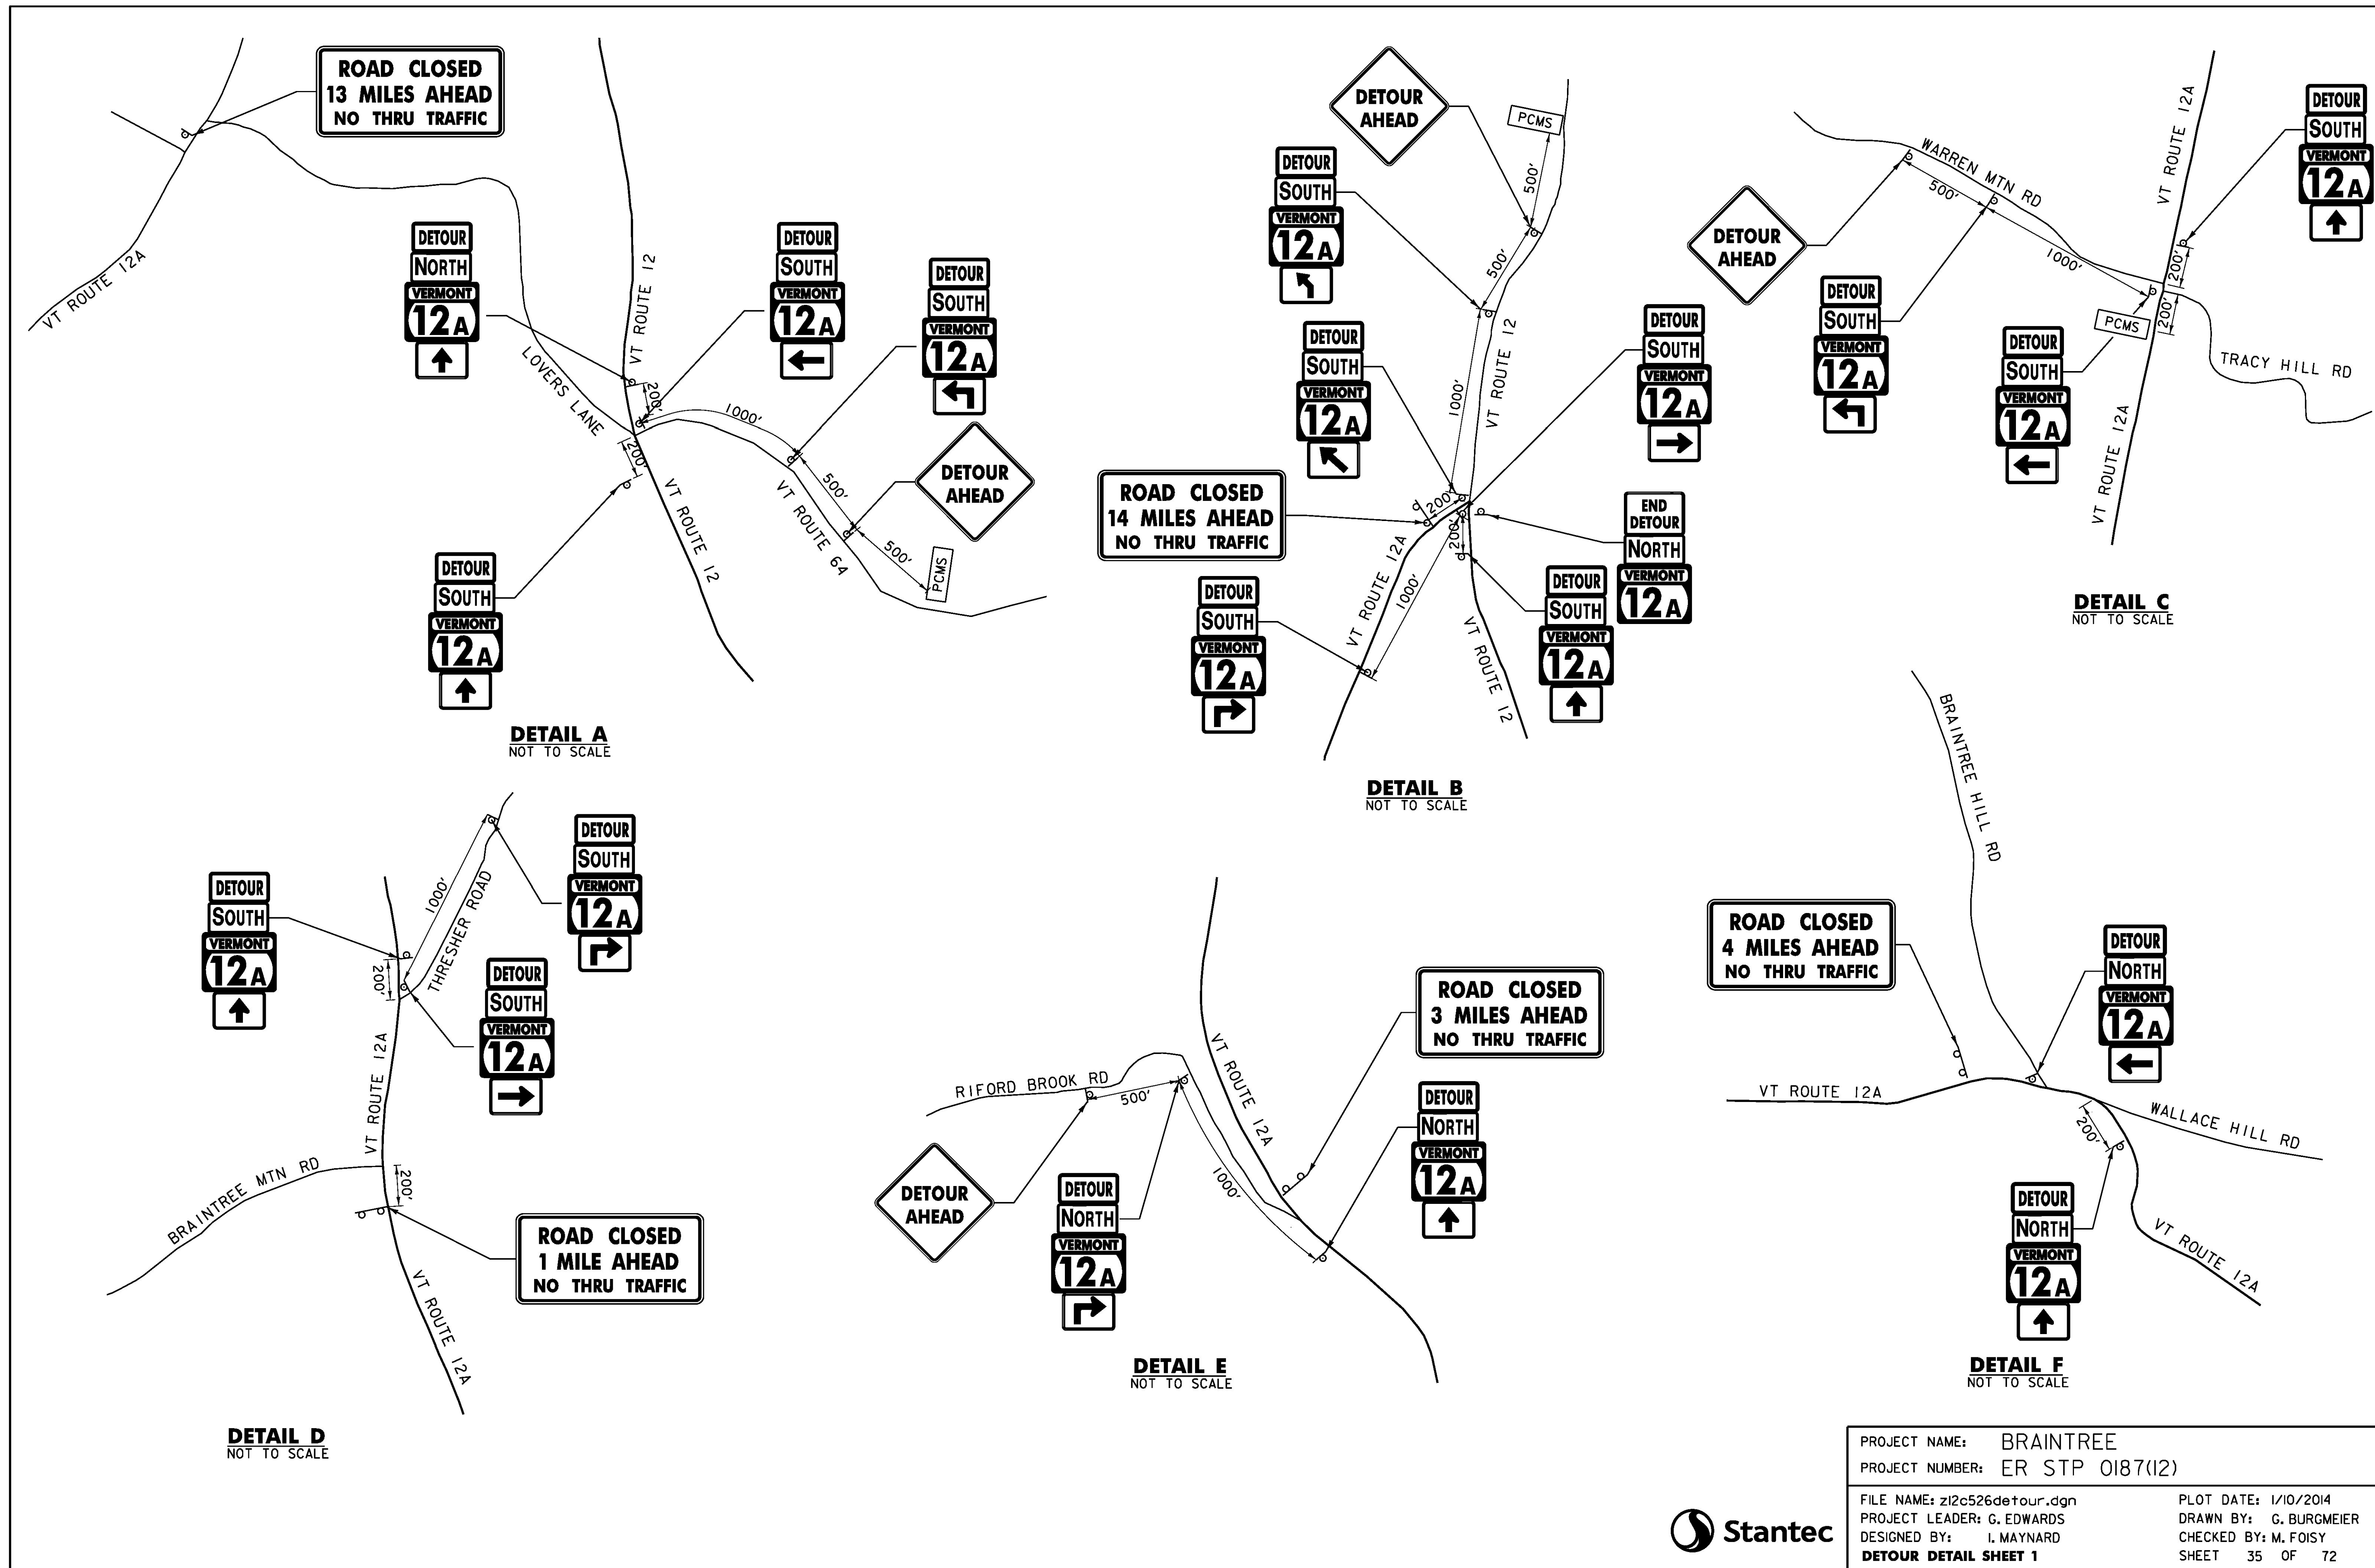 ROAD CLOSED
13 MILES AHEAD
NO THRU TRAFFIC
VT ROUTE 12A
DETOUR
NORTH
VERMONT
12A
LOVERS LANE
VT ROUTE 12
200'
DETOUR
SOUTH
VERMONT
12A
DETOUR
SOUTH
VERMONT
12A
1000'
200'
VT ROUTE 12
VT ROUTE 64
500'
DETOUR
AHEAD
500'
PCMS
DETOUR
SOUTH
VERMONT
12A
DETAIL A
NOT TO SCALE
DETOUR
AHEAD
PCMS
500'
DETOUR
SOUTH
VERMONT
12A
500'
1000'
VT ROUTE 12
DETOUR
SOUTH
VERMONT
12A
DETOUR
SOUTH
VERMONT
12A
ROAD CLOSED
14 MILES AHEAD
NO THRU TRAFFIC
200'
200'
END
DETOUR
NORTH
VERMONT
12A
VT ROUTE 12A
1000'
DETOUR
SOUTH
VERMONT
12A
VT ROUTE 12
DETOUR
SOUTH
VERMONT
12A
DETAIL B
NOT TO SCALE
WARREN MTN RD
500'
1000'
VT ROUTE 12A
DETOUR
SOUTH
VERMONT
12A
DETOUR
AHEAD
DETOUR
SOUTH
VERMONT
12A
200'
200'
PCMS
DETOUR
SOUTH
VERMONT
12A
TRACY HILL RD
VT ROUTE 12A
DETAIL C
NOT TO SCALE
DETOUR
SOUTH
VERMONT
12A
1000'
THRESHER ROAD
200'
DETOUR
SOUTH
VERMONT
12A
DETOUR
SOUTH
VERMONT
12A
VT ROUTE 12A
BRAINTREE MTN RD
200'
ROAD CLOSED
1 MILE AHEAD
NO THRU TRAFFIC
VT ROUTE 12A
DETAIL D
NOT TO SCALE
RIFORD BROOK RD
500'
VT ROUTE 12A
ROAD CLOSED
3 MILES AHEAD
NO THRU TRAFFIC
DETOUR
AHEAD
DETOUR
NORTH
VERMONT
12A
1000'
DETOUR
NORTH
VERMONT
12A
DETAIL E
NOT TO SCALE
BRAINTREE HILL RD
ROAD CLOSED
4 MILES AHEAD
NO THRU TRAFFIC
DETOUR
NORTH
VERMONT
12A
VT ROUTE 12A
WALLACE HILL RD
200'
DETOUR
NORTH
VERMONT
12A
VT ROUTE 12A
DETAIL F
NOT TO SCALE
Stantec
PROJECT NAME: BRAINTREE
PROJECT NUMBER: ER STP 0187(12)
FILE NAME: z12c526detour.dgn PLOT DATE: 1/10/2014
PROJECT LEADER: G. EDWARDS DRAWN BY: G. BURGMEIER
DESIGNED BY: I. MAYNARD CHECKED BY: M. FOISY
DETOUR DETAIL SHEET 1 SHEET 35 OF 72